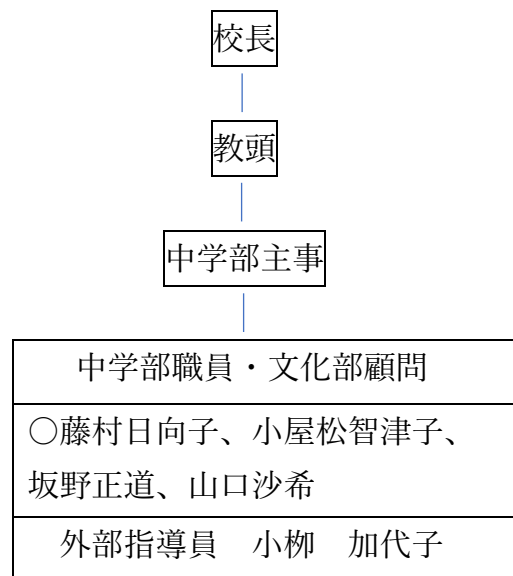 校長
教頭
中学部主事
中学部職員・文化部顧問
○藤村日向子、小屋松智津子、
坂野正道、山口沙希
外部指導員　小栁　加代子